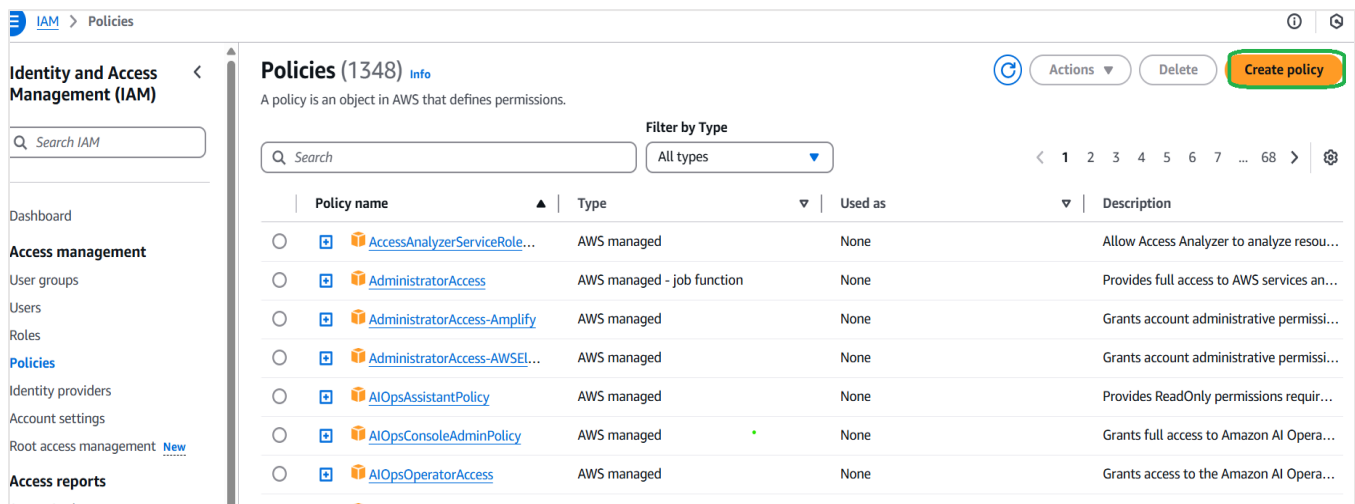 IAM > Policies
Identity and Access
Management (IAM)
Search IAM
Dashboard
Access management
User groups
Users
Roles
Policies
Identity providers
Account settings
Root access management New
Access reports
Policies (1348) Info
Actions
Delete
Create policy
A policy is an object in AWS that defines permissions.
Filter by Type
Search
All types
1 2 3 4 5 6 7 ... 68
Policy name Type Used as Description
AccessAnalyzerServiceRole... AWS managed None Allow Access Analyzer to analyze resou...
AdministratorAccess AWS managed - job function None Provides full access to AWS services an...
AdministratorAccess-Amplify AWS managed None Grants account administrative permissi...
AdministratorAccess-AWSEl... AWS managed None Grants account administrative permissi...
AIOpsAssistantPolicy AWS managed None Provides ReadOnly permissions requir...
AIOpsConsoleAdminPolicy AWS managed None Grants full access to Amazon AI Opera...
AIOpsOperatorAccess AWS managed None Grants access to the Amazon AI Opera...